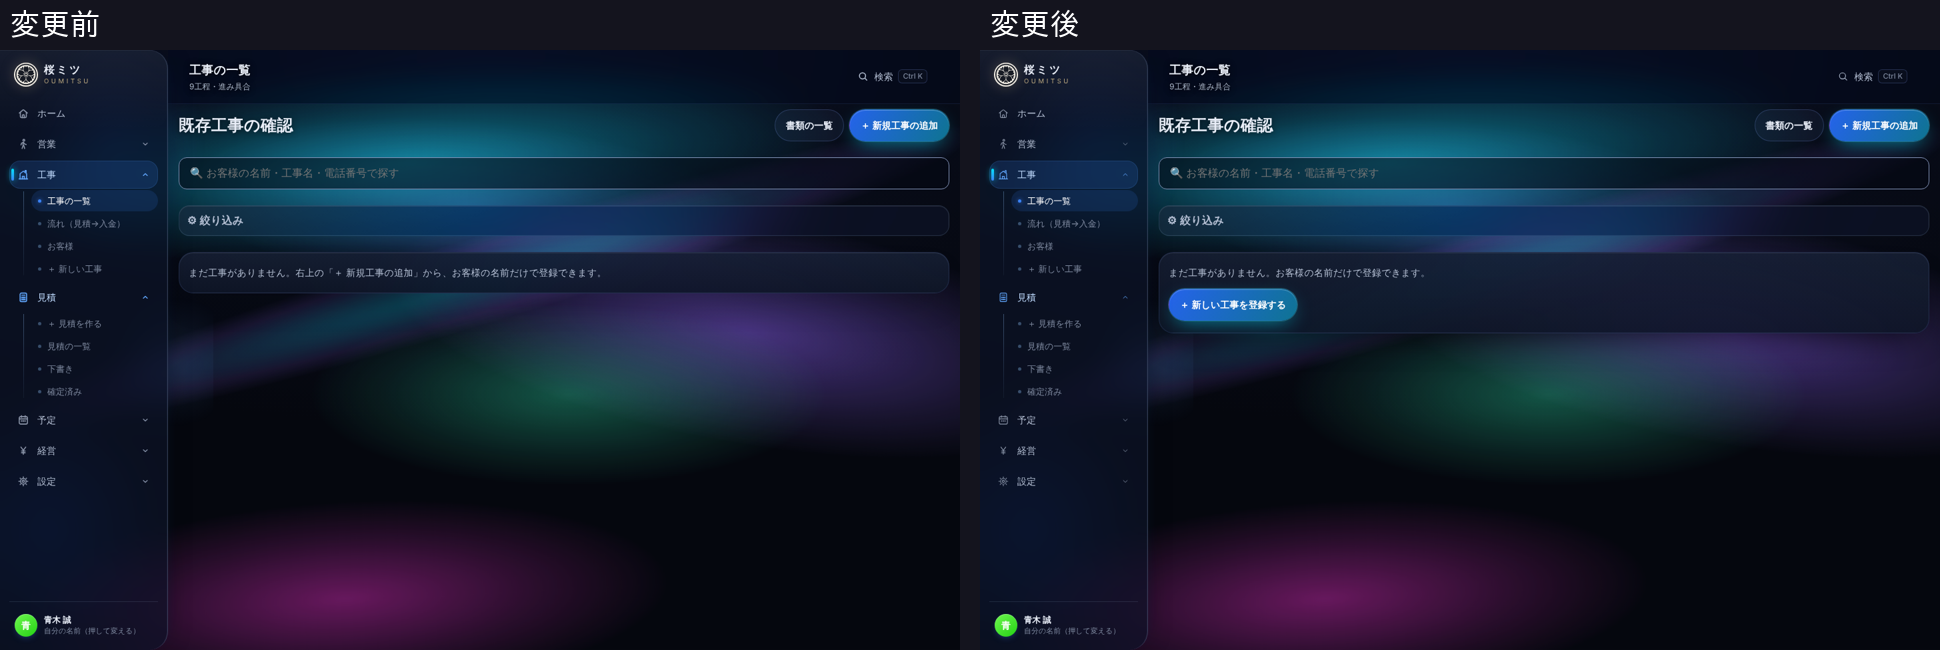 変更前
桜ミツ
OUMITSU
ホーム
営業
工事
工事の一覧
流れ（見積→入金）
お客様
＋ 新しい工事
見積
＋ 見積を作る
見積の一覧
下書き
確定済み
予定
経営
設定
青
青木 誠
自分の名前（押して変える）
工事の一覧
9工程・進み具合
検索 Ctrl K
既存工事の確認
書類の一覧
＋ 新規工事の追加
お客様の名前・工事名・電話番号で探す
絞り込み
まだ工事がありません。右上の「＋ 新規工事の追加」から、お客様の名前だけで登録できます。
変更後
桜ミツ
OUMITSU
ホーム
営業
工事
工事の一覧
流れ（見積→入金）
お客様
＋ 新しい工事
見積
＋ 見積を作る
見積の一覧
下書き
確定済み
予定
経営
設定
青
青木 誠
自分の名前（押して変える）
工事の一覧
9工程・進み具合
検索 Ctrl K
既存工事の確認
書類の一覧
＋ 新規工事の追加
お客様の名前・工事名・電話番号で探す
絞り込み
まだ工事がありません。お客様の名前だけで登録できます。
＋ 新しい工事を登録する